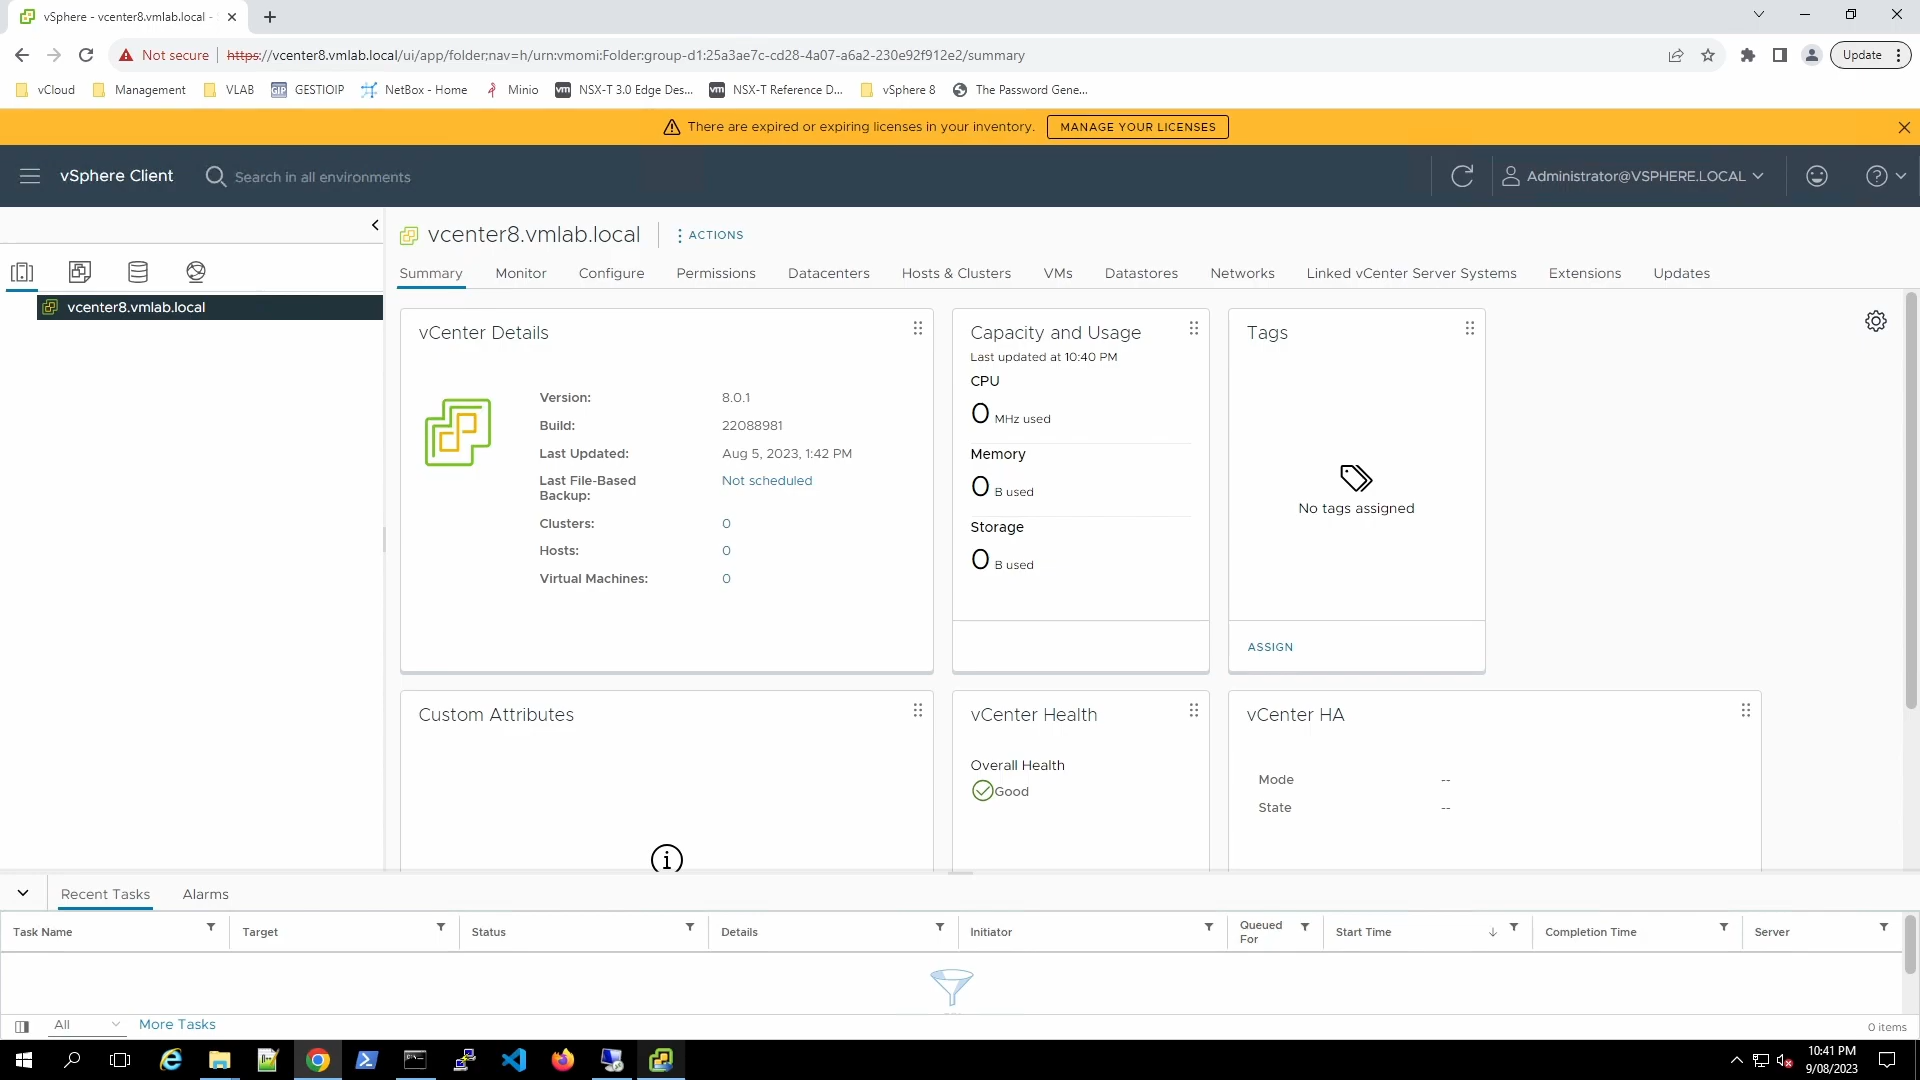 vSphere - vcenter8.vmlab.local -
Not secure
https://vcenter8.vmlab.local/ui/app/folder;nav=h/urn:vmomi:Folder:group-d1:25a3ae7c-cd28-4a07-a6a2-230e92f912e2/summary
Update
vCloud Management VLAB GIP GESTIOIP NetBox - Home Minio vm NSX-T 3.0 Edge Des... vm NSX-T Reference D... vSphere 8 The Password Gene...
There are expired or expiring licenses in your inventory. MANAGE YOUR LICENSES
vSphere Client Search in all environments Administrator@VSPHERE.LOCAL
vcenter8.vmlab.local ACTIONS
Summary Monitor Configure Permissions Datacenters Hosts & Clusters VMs Datastores Networks Linked vCenter Server Systems Extensions Updates
vcenter8.vmlab.local
vCenter Details
Version: 8.0.1
Build: 22088981
Last Updated: Aug 5, 2023, 1:42 PM
Last File-Based Not scheduled
Backup:
Clusters: 0
Hosts: 0
Virtual Machines: 0
Capacity and Usage
Last updated at 10:40 PM
CPU
0 MHz used
Memory
0 B used
Storage
0 B used
Tags
No tags assigned
ASSIGN
Custom Attributes
vCenter Health
Overall Health
Good
vCenter HA
Mode --
State --
Recent Tasks Alarms
Task Name Target Status Details Initiator Queued For Start Time Completion Time Server
All More Tasks 0 items
10:41 PM
9/08/2023